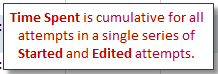 Time Spent is cumulative for all
attempts in a single series of
Started and Edited attempts.